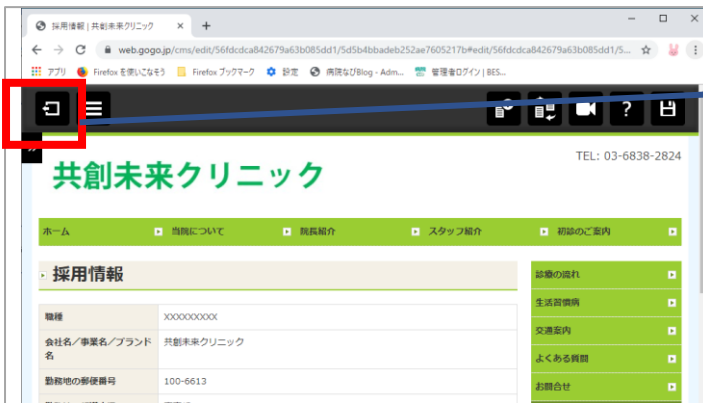 採用情報 | 共創未来クリニック
web.gogo.jp/cms/edit/56fdcdca842679a63b085dd1/5d5b4bbadeb252ae7605217b#edit/56fdcdca842679a63b085dd1/5...
アプリ Firefox を使いこなそう Firefox ブックマーク 設定 病院なびBlog - Adm... 管理者ログイン | BES...
?
»
TEL: 03-6838-2824
共創未来クリニック
ホーム 当院について 院長紹介 スタッフ紹介 初診のご案内
採用情報
診療の流れ
生活習慣病
交通案内
よくある質問
お問合せ
職種 XXXXXXXXX
会社名／事業名／ブランド名 共創未来クリニック
勤務地の郵便番号 100-6613